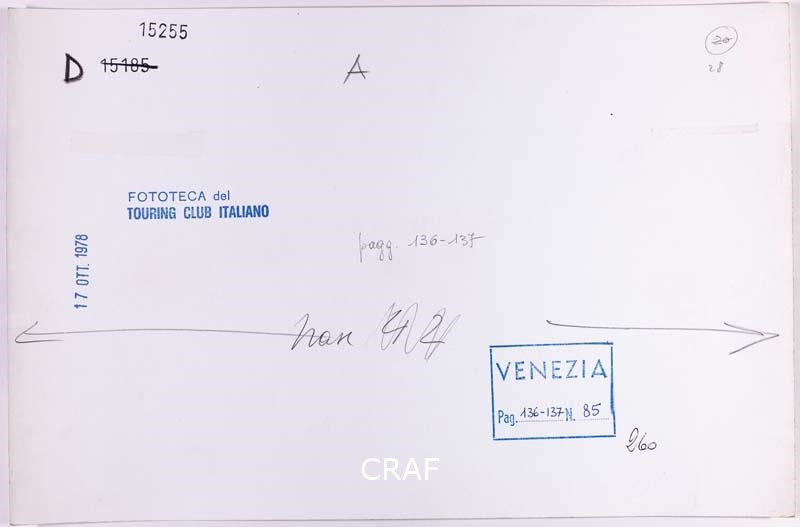 15255
D 15185
A
28
FOTOTECA del
TOURING CLUB ITALIANO
17 OTT. 1978
pagg. 136-137
VENEZIA
Pag. 136-137 N. 85
260
CRAF